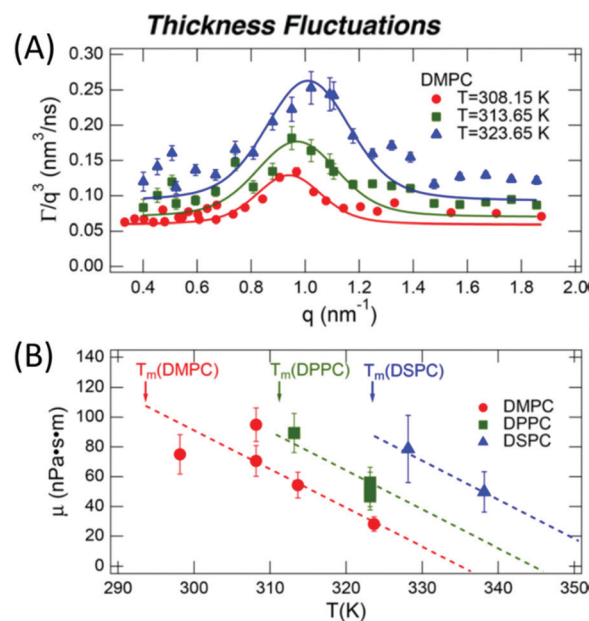 Thickness Fluctuations
(A)
0.30
0.25
0.20
0.15
0.10
0.05
0.00
Γ/q³ (nm³/ns)
DMPC
T=308.15 K
T=313.65 K
T=323.65 K
0.4 0.6 0.8 1.0 1.2 1.4 1.6 1.8 2.0
q (nm⁻¹)
(B)
140
120
100
80
60
40
20
0
μ (nPa•s•m)
Tₘ(DMPC) Tₘ(DPPC) Tₘ(DSPC)
DMPC
DPPC
DSPC
290 300 310 320 330 340 350
T(K)